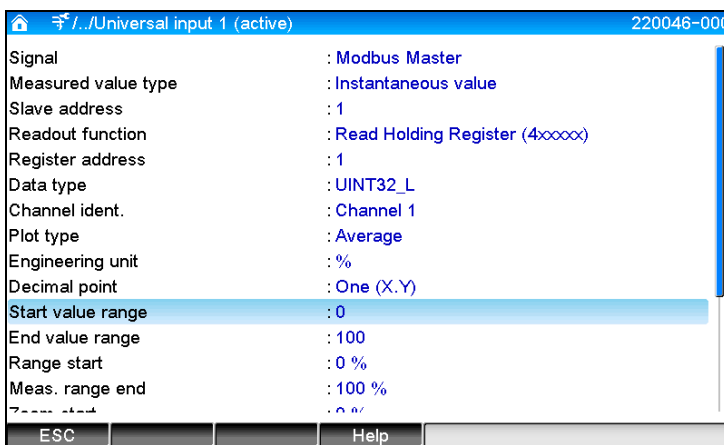 /../Universal input 1 (active) 220046-000
Signal : Modbus Master
Measured value type : Instantaneous value
Slave address : 1
Readout function : Read Holding Register (4xxxxx)
Register address : 1
Data type : UINT32_L
Channel ident. : Channel 1
Plot type : Average
Engineering unit : %
Decimal point : One (X.Y)
Start value range : 0
End value range : 100
Range start : 0 %
Meas. range end : 100 %
Zoom start : 0 %
ESC Help